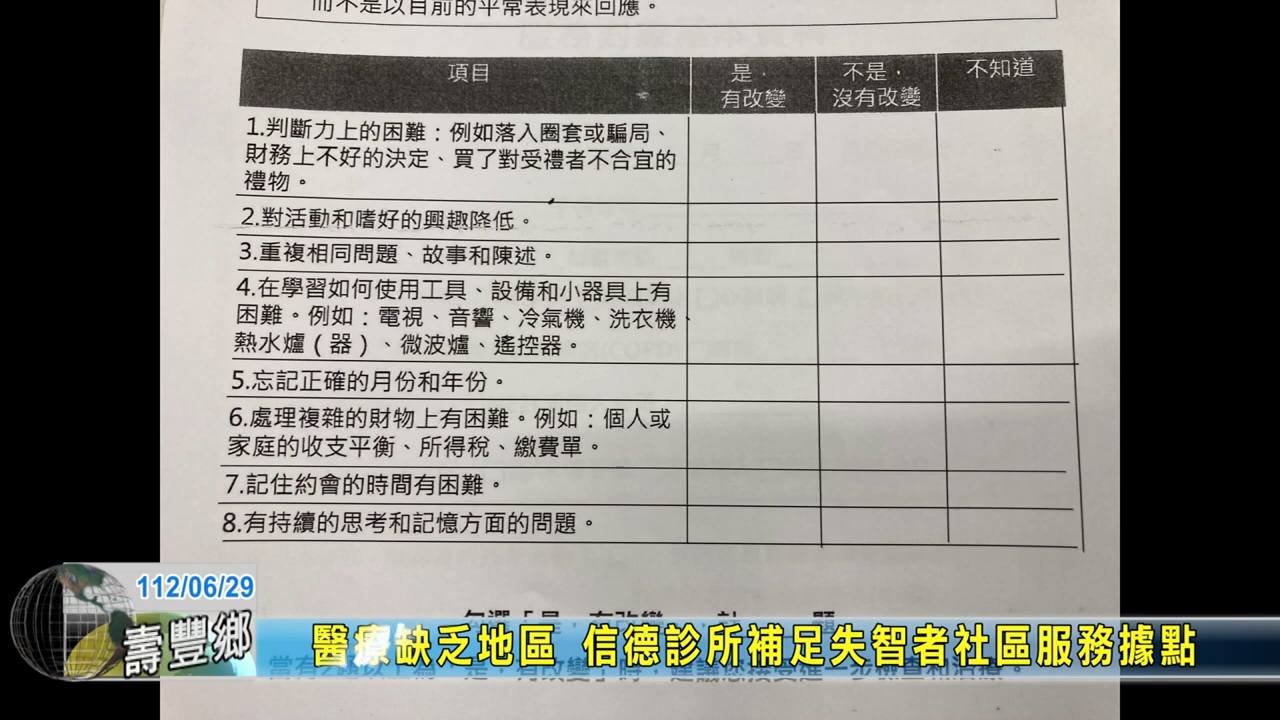 而不是以目前的平常表現來回應。
項目
是，
有改變
不是，
沒有改變
不知道
1.判斷力上的困難：例如落入圈套或騙局、
財務上不好的決定、買了對受禮者不合宜的
禮物。
2.對活動和嗜好的興趣降低。
3.重複相同問題、故事和陳述。
4.在學習如何使用工具、設備和小器具上有
困難。例如：電視、音響、冷氣機、洗衣機、
熱水爐（器）、微波爐、遙控器。
5.忘記正確的月份和年份。
6.處理複雜的財物上有困難。例如：個人或
家庭的收支平衡、所得稅、繳費單。
7.記住約會的時間有困難。
8.有持續的思考和記憶方面的問題。
112/06/29
壽豐鄉
醫療缺乏地區 信德診所補足失智者社區服務據點